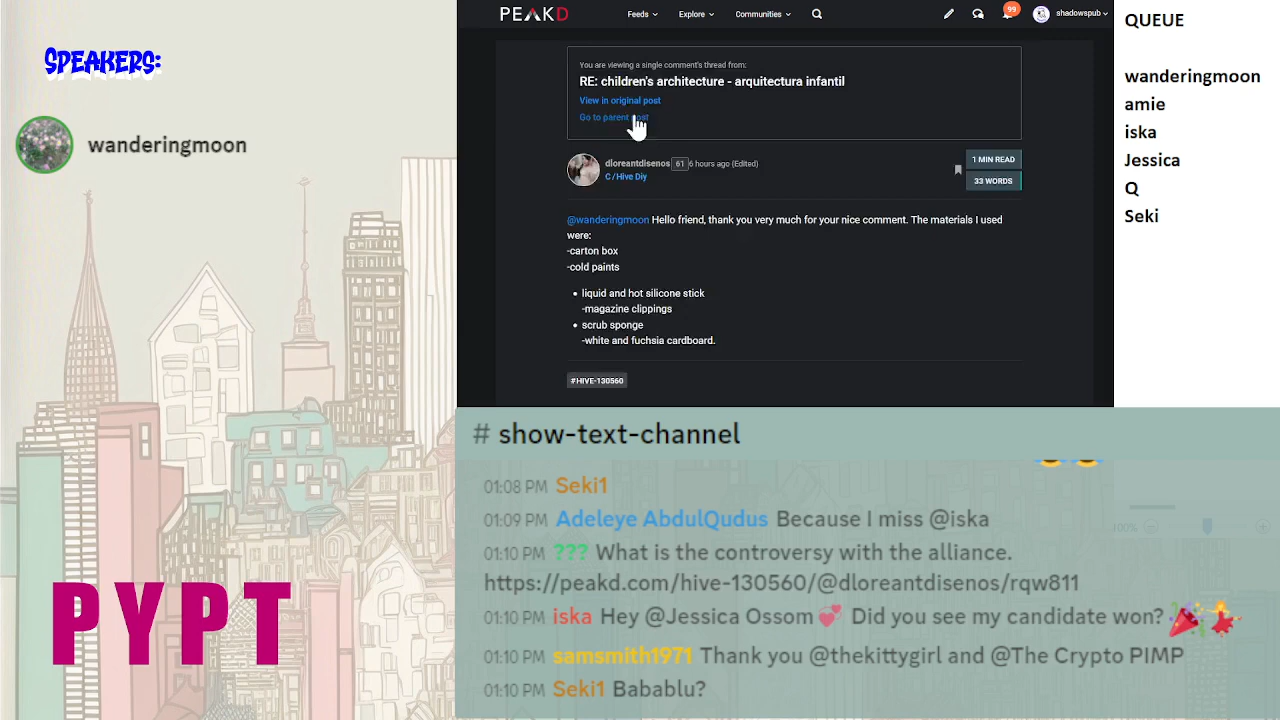 SPEAKERS:
wanderingmoon
PYPT
PEAKD
Feeds
Explore
Communities
99
shadowspub
You are viewing a single comment's thread from:
RE: children's architecture - arquitectura infantil
View in original post
Go to parent post
dloreantdisenos 61 6 hours ago (Edited)
C / Hive Diy
1 MIN READ
33 WORDS
@wanderingmoon Hello friend, thank you very much for your nice comment. The materials I used
were:
-carton box
-cold paints
• liquid and hot silicone stick
-magazine clippings
• scrub sponge
-white and fuchsia cardboard.
#HIVE-130560
QUEUE
wanderingmoon
amie
iska
Jessica
Q
Seki
# show-text-channel
01:08 PM Seki1
01:09 PM Adeleye AbdulQudus Because I miss @iska
01:10 PM ??? What is the controversy with the alliance.
https://peakd.com/hive-130560/@dloreantdisenos/rqw811
01:10 PM iska Hey @Jessica Ossom💞 Did you see my candidate won?
01:10 PM samsmith1971 Thank you @thekittygirl and @The Crypto PIMP
01:10 PM Seki1 Babablu?
100%